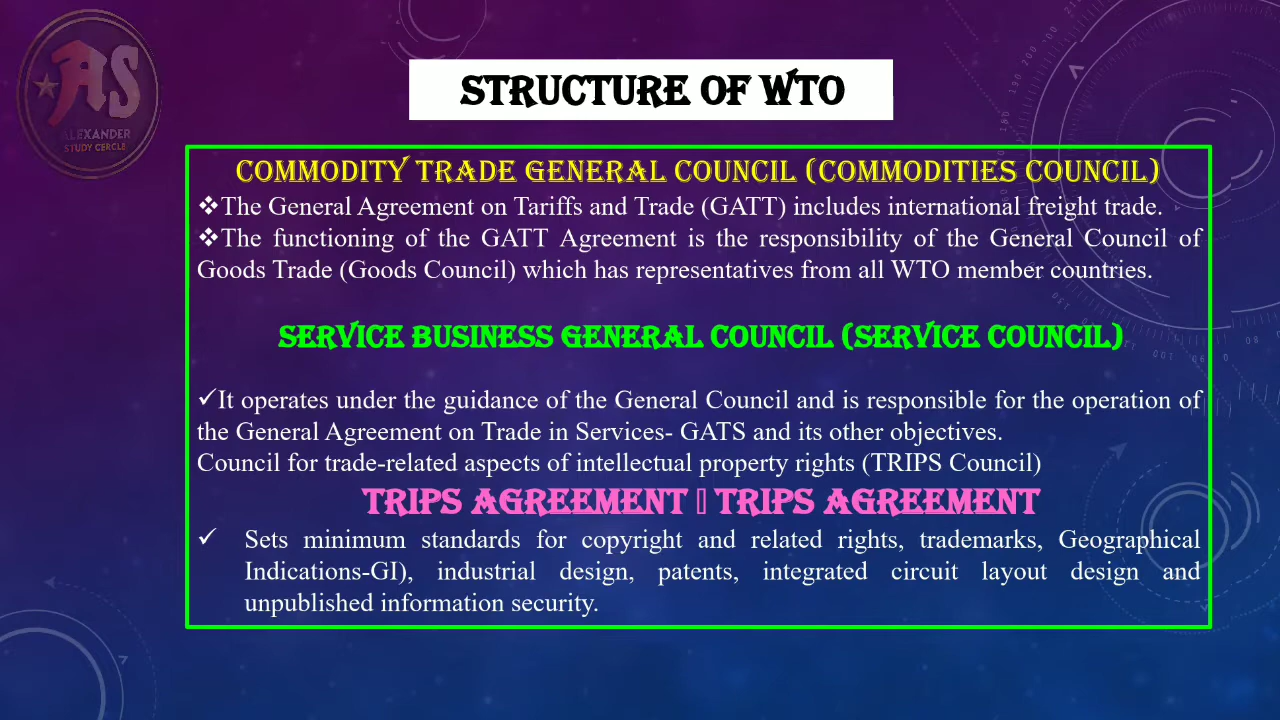 AS
ALEXANDER
STUDY CERCLE
STRUCTURE OF WTO
COMMODITY TRADE GENERAL COUNCIL (COMMODITIES COUNCIL)
❖The General Agreement on Tariffs and Trade (GATT) includes international freight trade.
❖The functioning of the GATT Agreement is the responsibility of the General Council of
Goods Trade (Goods Council) which has representatives from all WTO member countries.
SERVICE BUSINESS GENERAL COUNCIL (SERVICE COUNCIL)
✓It operates under the guidance of the General Council and is responsible for the operation of
the General Agreement on Trade in Services- GATS and its other objectives.
Council for trade-related aspects of intellectual property rights (TRIPS Council)
TRIPS AGREEMENT ▯ TRIPS AGREEMENT
✓ Sets minimum standards for copyright and related rights, trademarks, Geographical
Indications-GI), industrial design, patents, integrated circuit layout design and
unpublished information security.